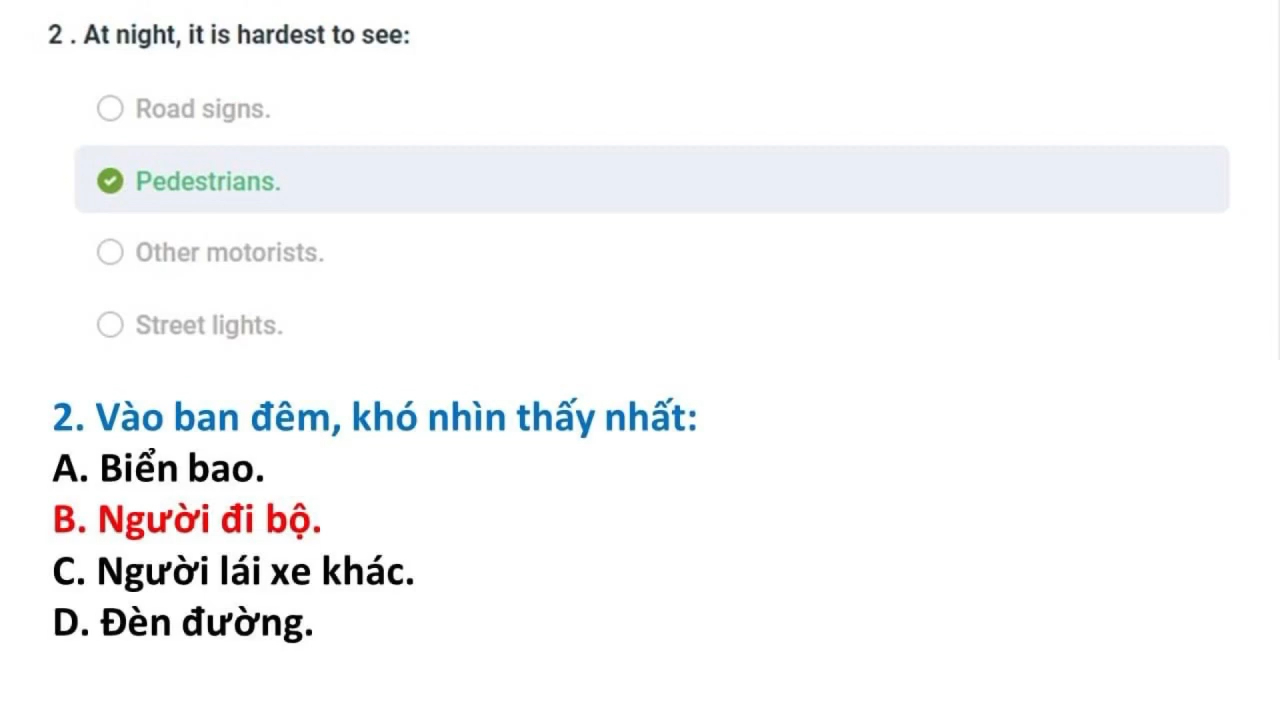 2 . At night, it is hardest to see:
Road signs.
Pedestrians.
Other motorists.
Street lights.
2. Vào ban đêm, khó nhìn thấy nhất:
A. Biển bao.
B. Người đi bộ.
C. Người lái xe khác.
D. Đèn đường.